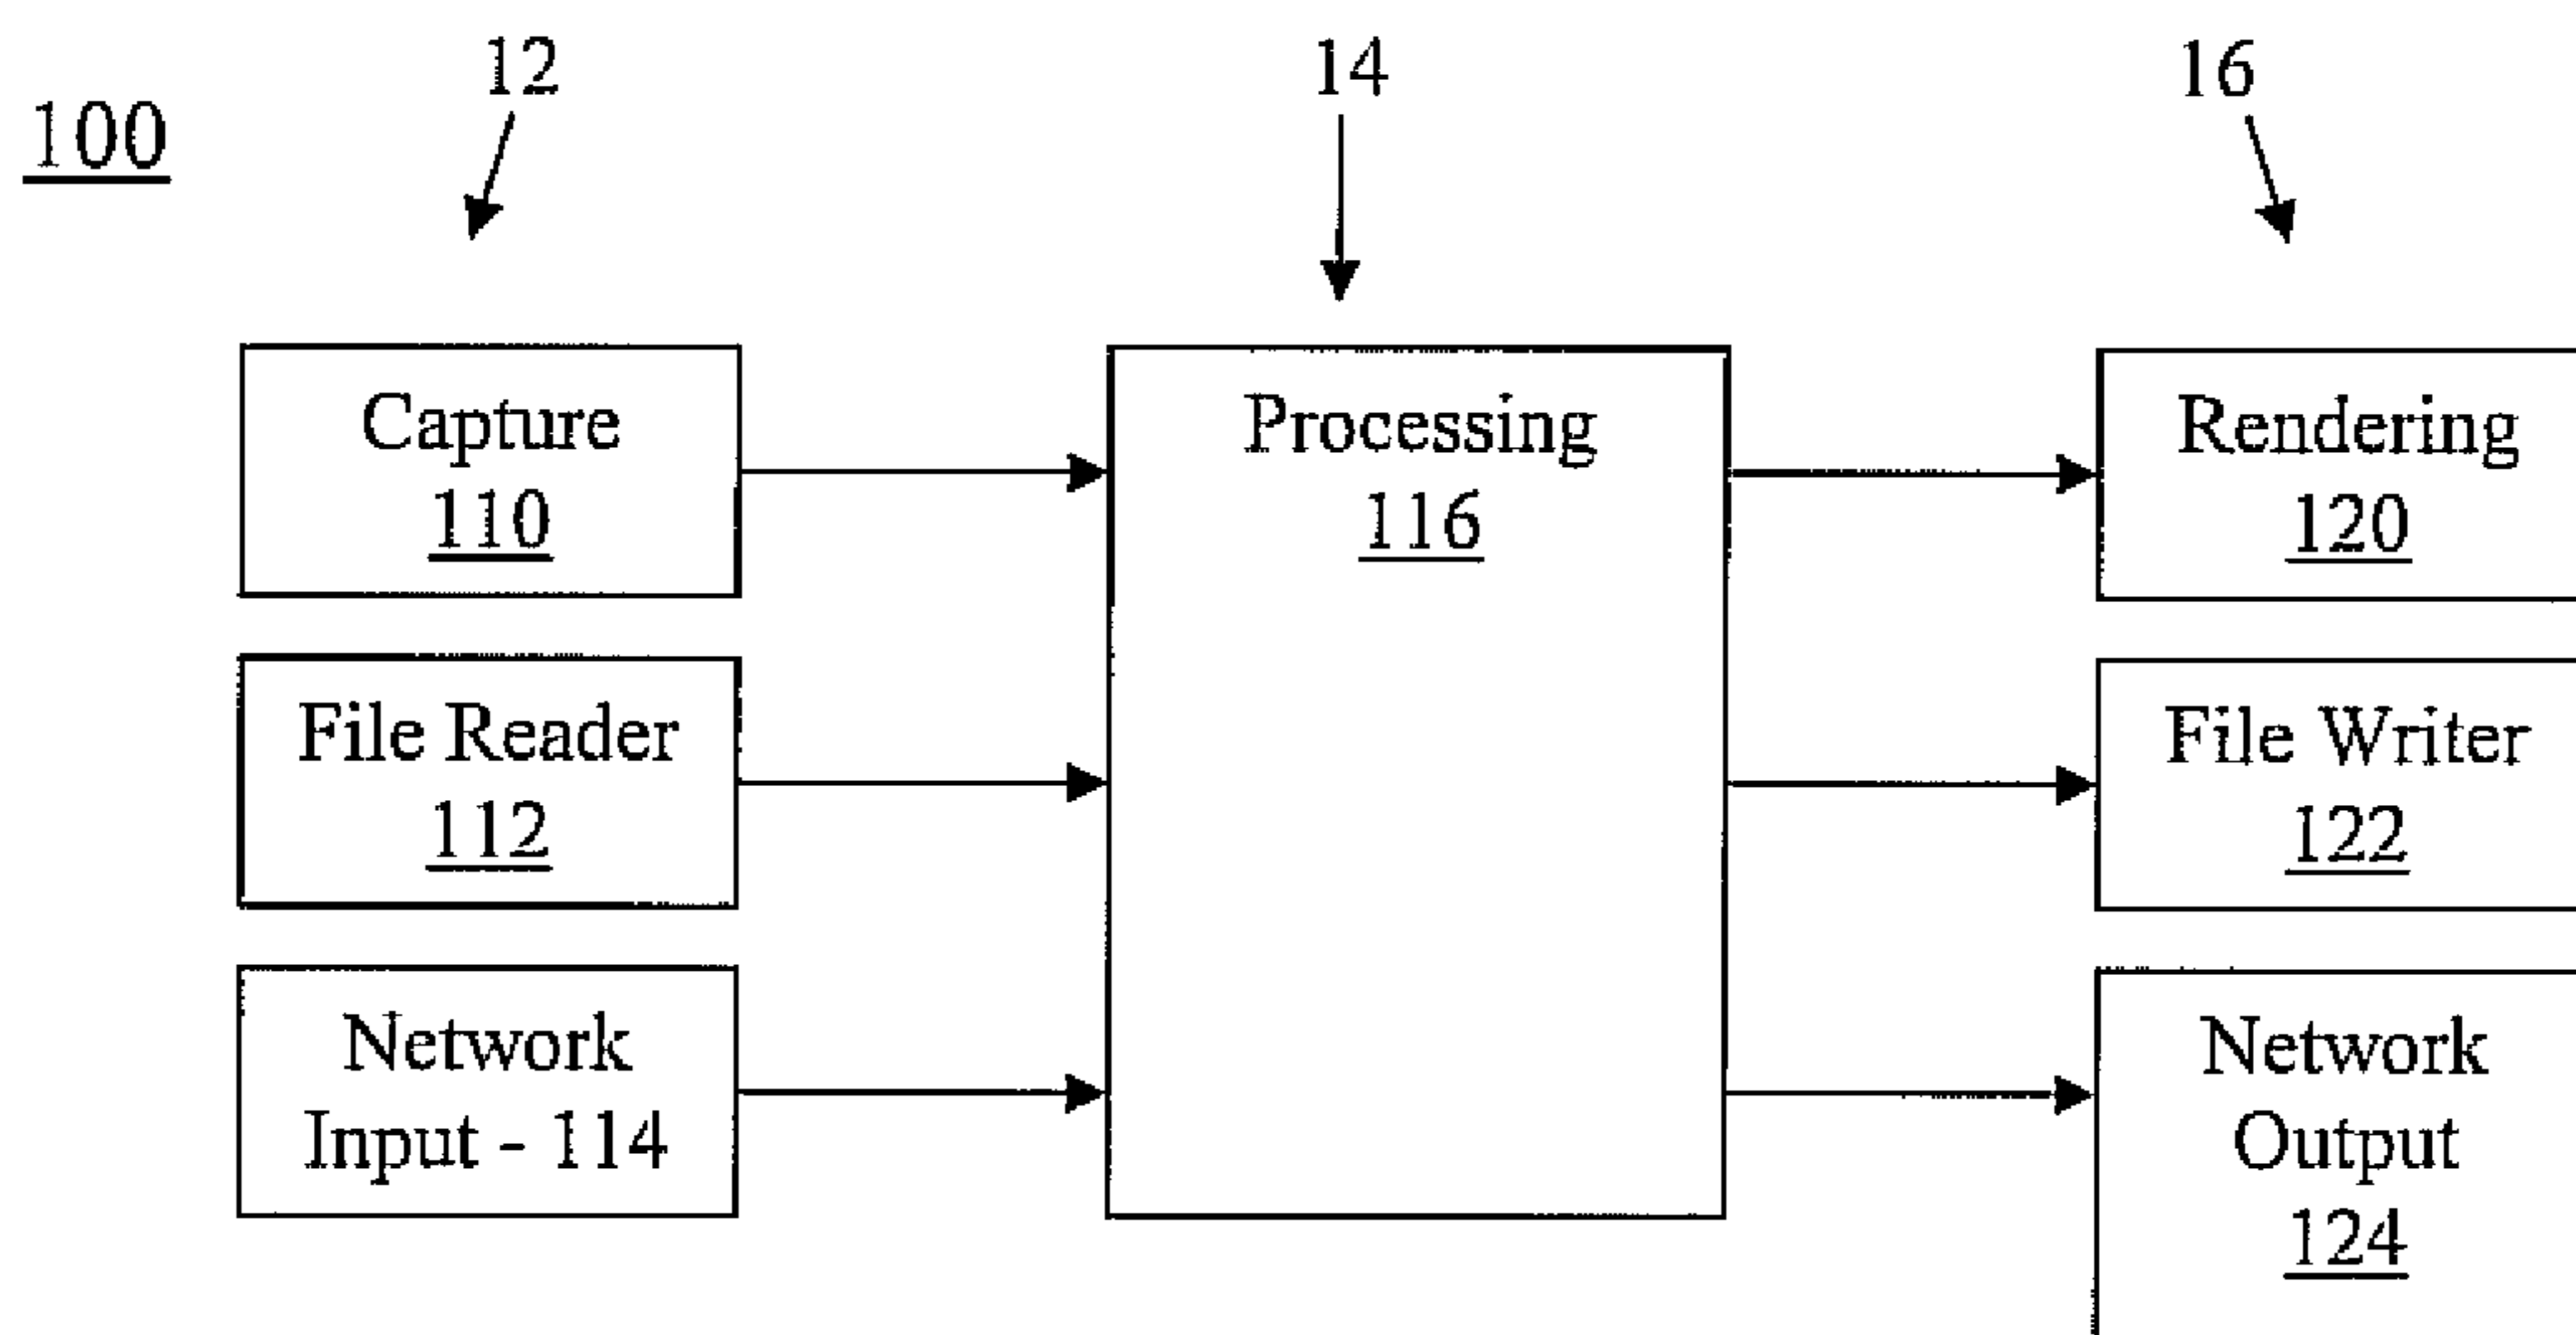 12
14
16
100
Capture
110
Processing
116
Rendering
120
File Reader
112
File Writer
122
Network
Input - 114
Network
Output
124